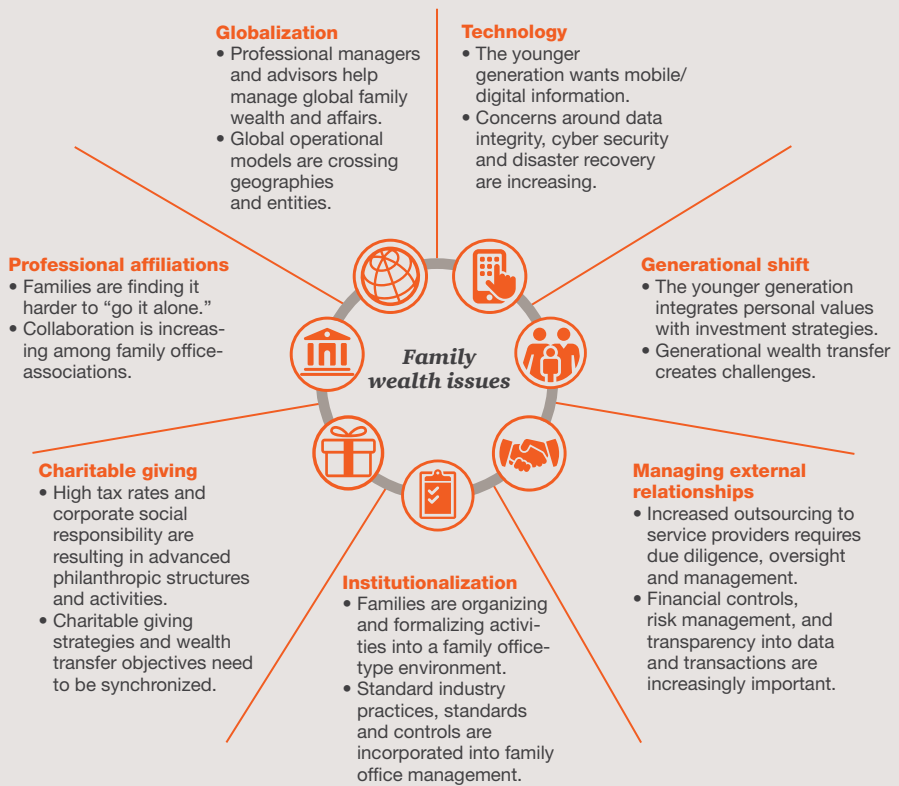 Globalization
• Professional managers
and advisors help
manage global family
wealth and affairs.
• Global operational
models are crossing
geographies
and entities.
Technology
• The younger
generation wants mobile/
digital information.
• Concerns around data
integrity, cyber security
and disaster recovery
are increasing.
Professional affiliations
• Families are finding it
harder to “go it alone.”
• Collaboration is increas-
ing among family office-
associations.
Family
wealth issues
Generational shift
• The younger generation
integrates personal values
with investment strategies.
• Generational wealth transfer
creates challenges.
Charitable giving
• High tax rates and
corporate social
responsibility are
resulting in advanced
philanthropic structures
and activities.
• Charitable giving
strategies and wealth
transfer objectives need
to be synchronized.
Institutionalization
• Families are organizing
and formalizing activi-
ties into a family office-
type environment.
• Standard industry
practices, standards
and controls are
incorporated into family
office management.
Managing external
relationships
• Increased outsourcing to
service providers requires
due diligence, oversight
and management.
• Financial controls,
risk management, and
transparency into data
and transactions are
increasingly important.